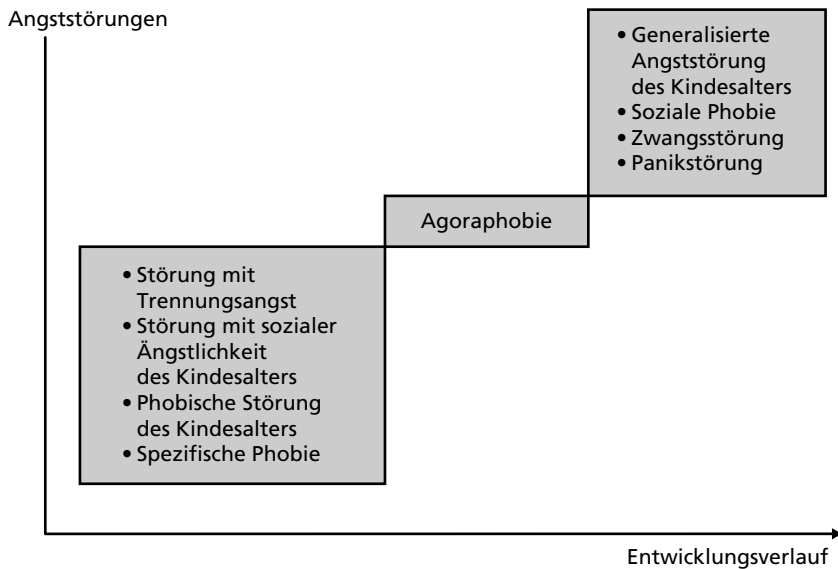 Angststörungen
• Generalisierte
Angststörung
des Kindesalters
• Soziale Phobie
• Zwangsstörung
• Panikstörung
Agoraphobie
• Störung mit
Trennungsangst
• Störung mit sozialer
Ängstlichkeit
des Kindesalters
• Phobische Störung
des Kindesalters
• Spezifische Phobie
Entwicklungsverlauf